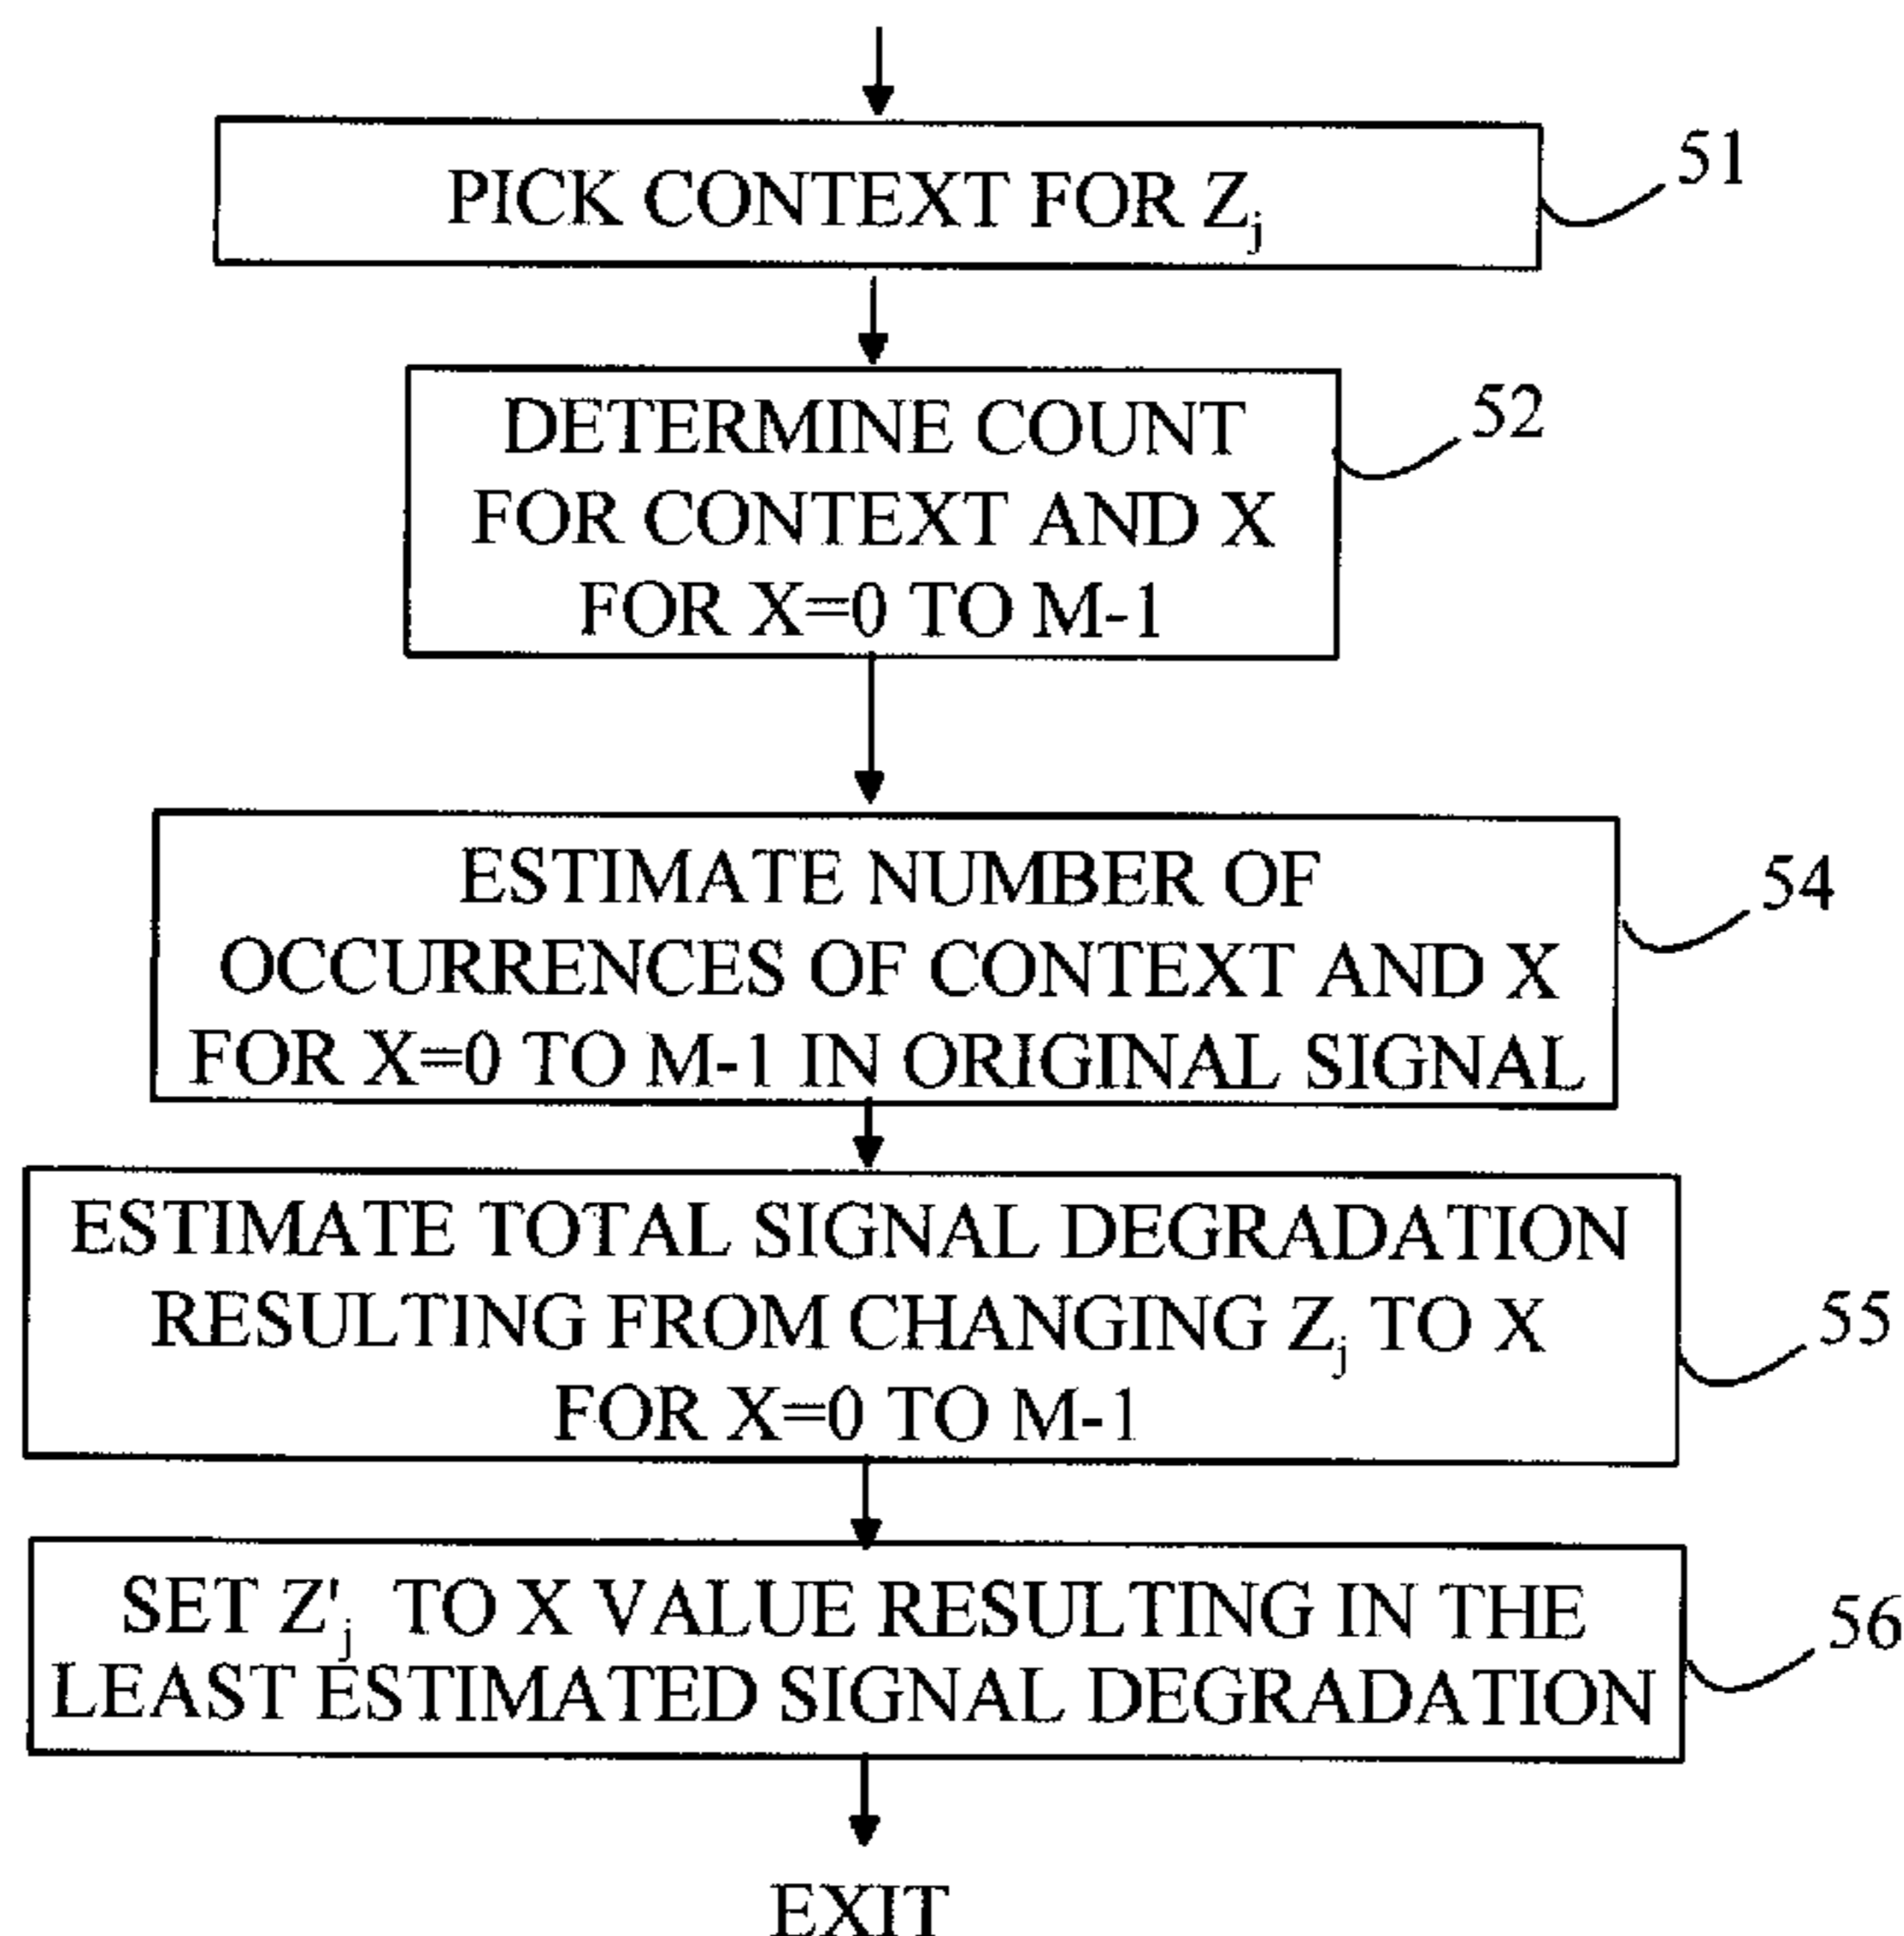 PICK CONTEXT FOR Zj
51
DETERMINE COUNT
FOR CONTEXT AND X
FOR X=0 TO M-1
52
ESTIMATE NUMBER OF
OCCURRENCES OF CONTEXT AND X
FOR X=0 TO M-1 IN ORIGINAL SIGNAL
54
ESTIMATE TOTAL SIGNAL DEGRADATION
RESULTING FROM CHANGING Zj TO X
FOR X=0 TO M-1
55
SET Z'j TO X VALUE RESULTING IN THE
LEAST ESTIMATED SIGNAL DEGRADATION
56
EXIT